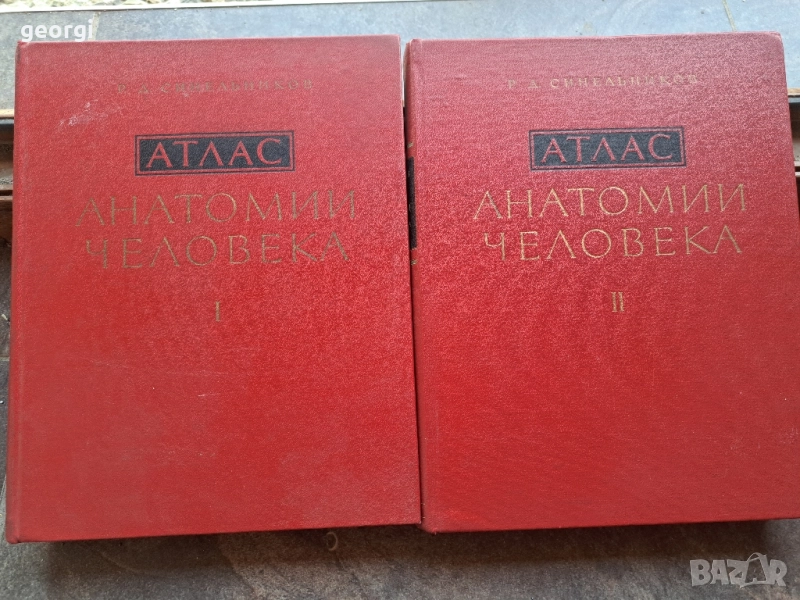 georgi
Р. Д. СИНЕЛЬНИКОВ
АТЛАС
АНАТОМИИ
ЧЕЛОВЕКА
I
Р. Д. СИНЕЛЬНИКОВ
АТЛАС
АНАТОМИИ
ЧЕЛОВЕКА
II
BAZAR